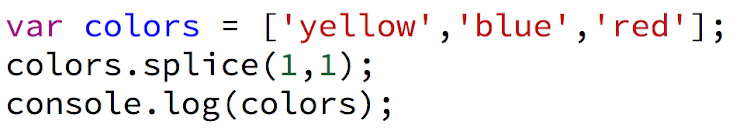 var colors = ['yellow','blue','red'];
colors.splice(1,1);
console.log(colors);